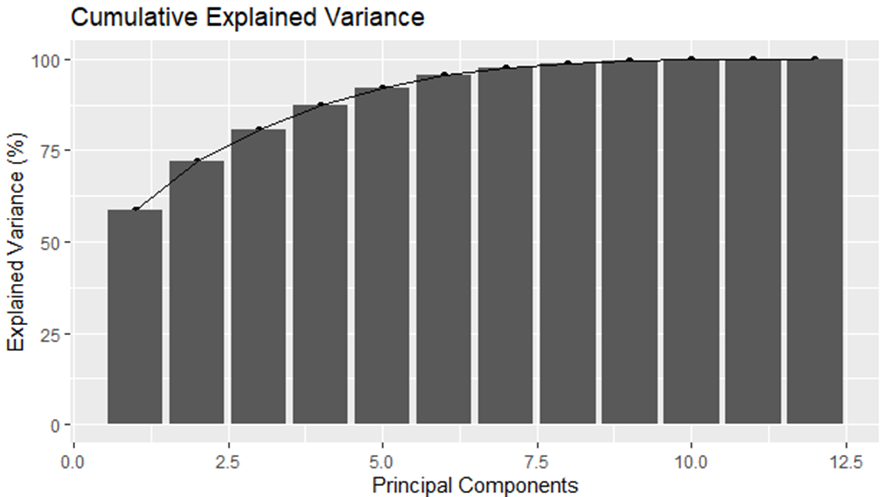 Cumulative Explained Variance
Explained Variance (%)
100
75
50
25
0
0.0 2.5 5.0 7.5 10.0 12.5
Principal Components